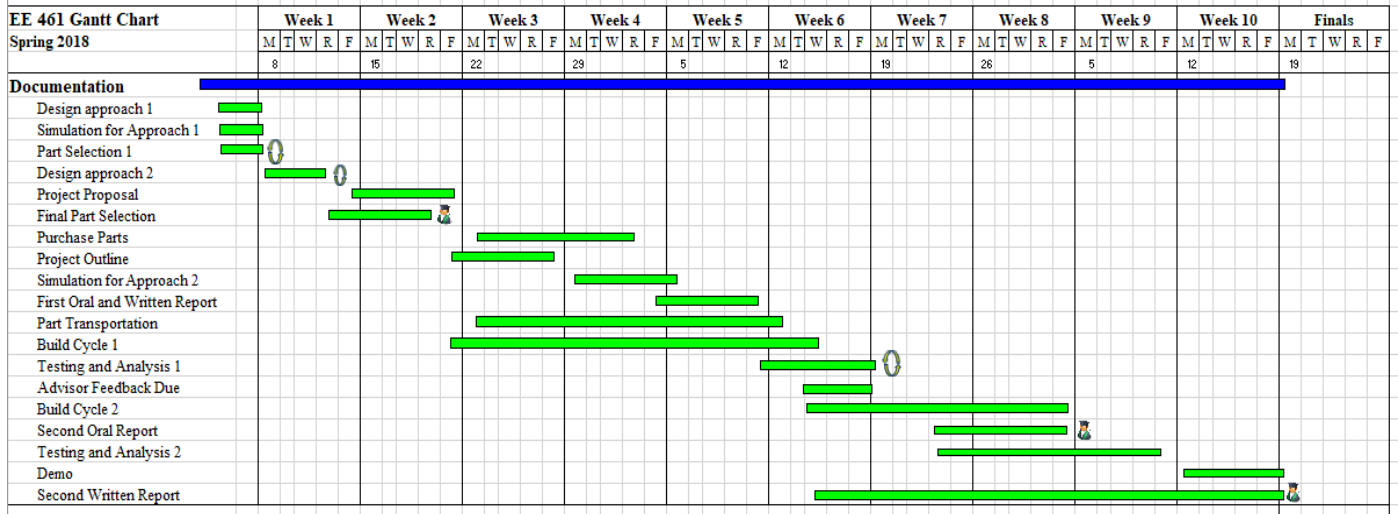 EE 461 Gantt Chart Week 1 Week 2 Week 3 Week 4 Week 5 Week 6 Week 7 Week 8 Week 9 Week 10 Finals
Spring 2018 M T W R F M T W R F M T W R F M T W R F M T W R F M T W R F M T W R F M T W R F M T W R F M T W R F M T W R F
8 15 22 29 5 12 19 26 5 12 19
Documentation
Design approach 1
Simulation for Approach 1
Part Selection 1
Design approach 2
Project Proposal
Final Part Selection
Purchase Parts
Project Outline
Simulation for Approach 2
First Oral and Written Report
Part Transportation
Build Cycle 1
Testing and Analysis 1
Advisor Feedback Due
Build Cycle 2
Second Oral Report
Testing and Analysis 2
Demo
Second Written Report